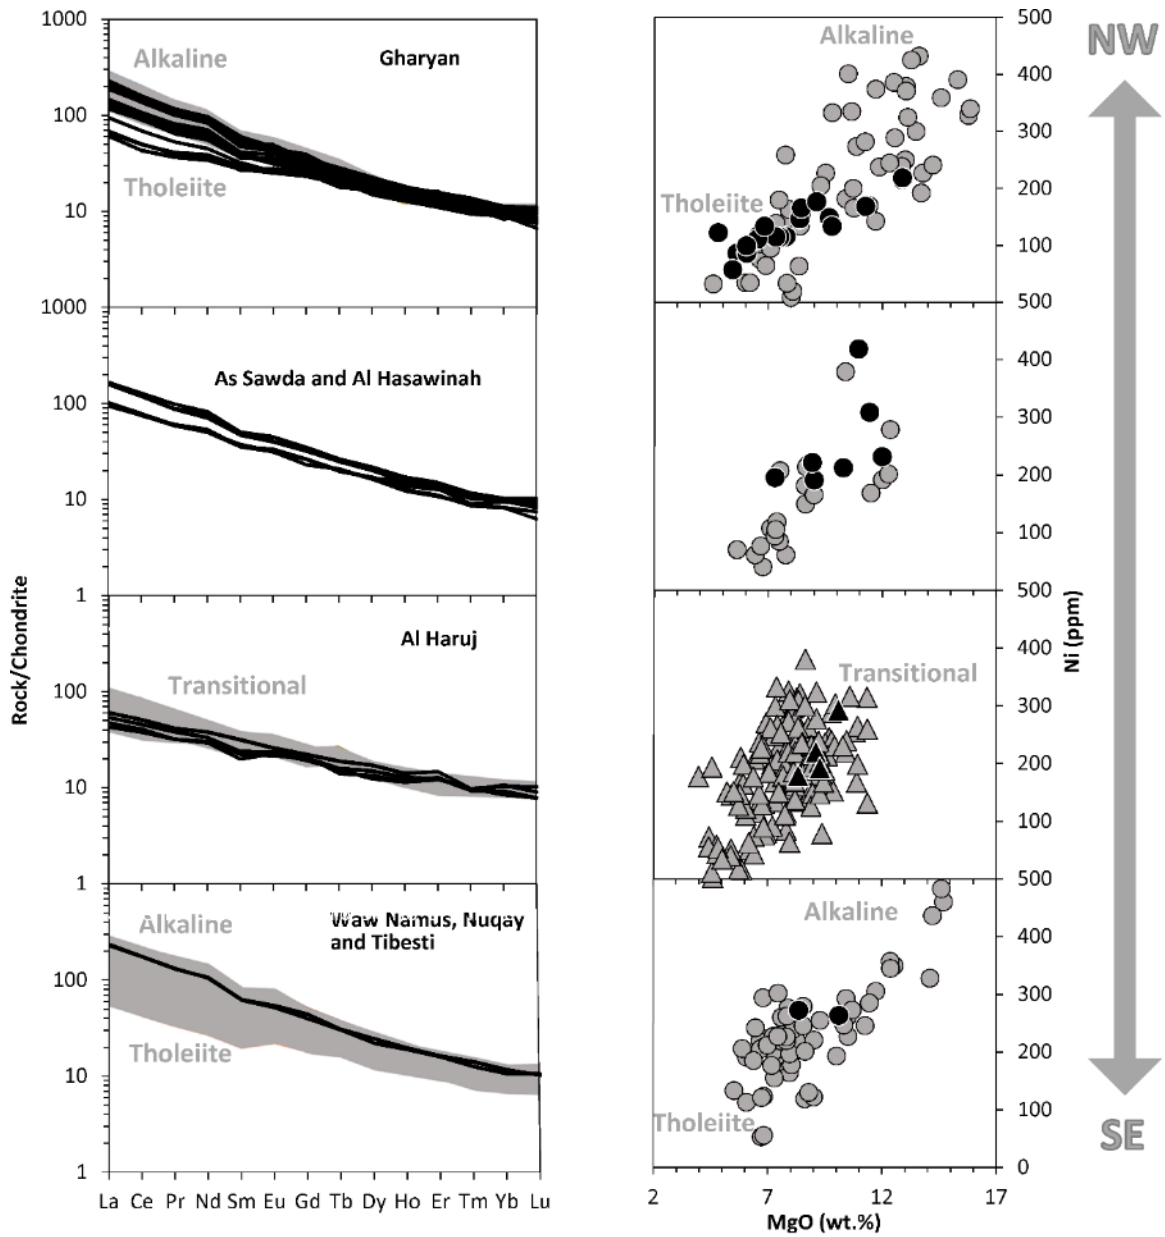 1000
Alkaline
Gharyan
100
Tholeiite
10
1000
As Sawda and Al Hasawinah
100
10
1
Al Haruj
Transitional
100
10
1
Alkaline
Waw Namus, Nuqay
and Tibesti
100
Tholeiite
10
1
La Ce Pr Nd Sm Eu Gd Tb Dy Ho Er Tm Yb Lu
Rock/Chondrite
500
Alkaline
400
300
Tholeiite
200
100
500
400
300
200
100
500
400
Transitional
300
200
100
500
Alkaline
400
300
200
Tholeiite
100
0
2 7 12 17
MgO (wt.%)
Ni (ppm)
NW
SE